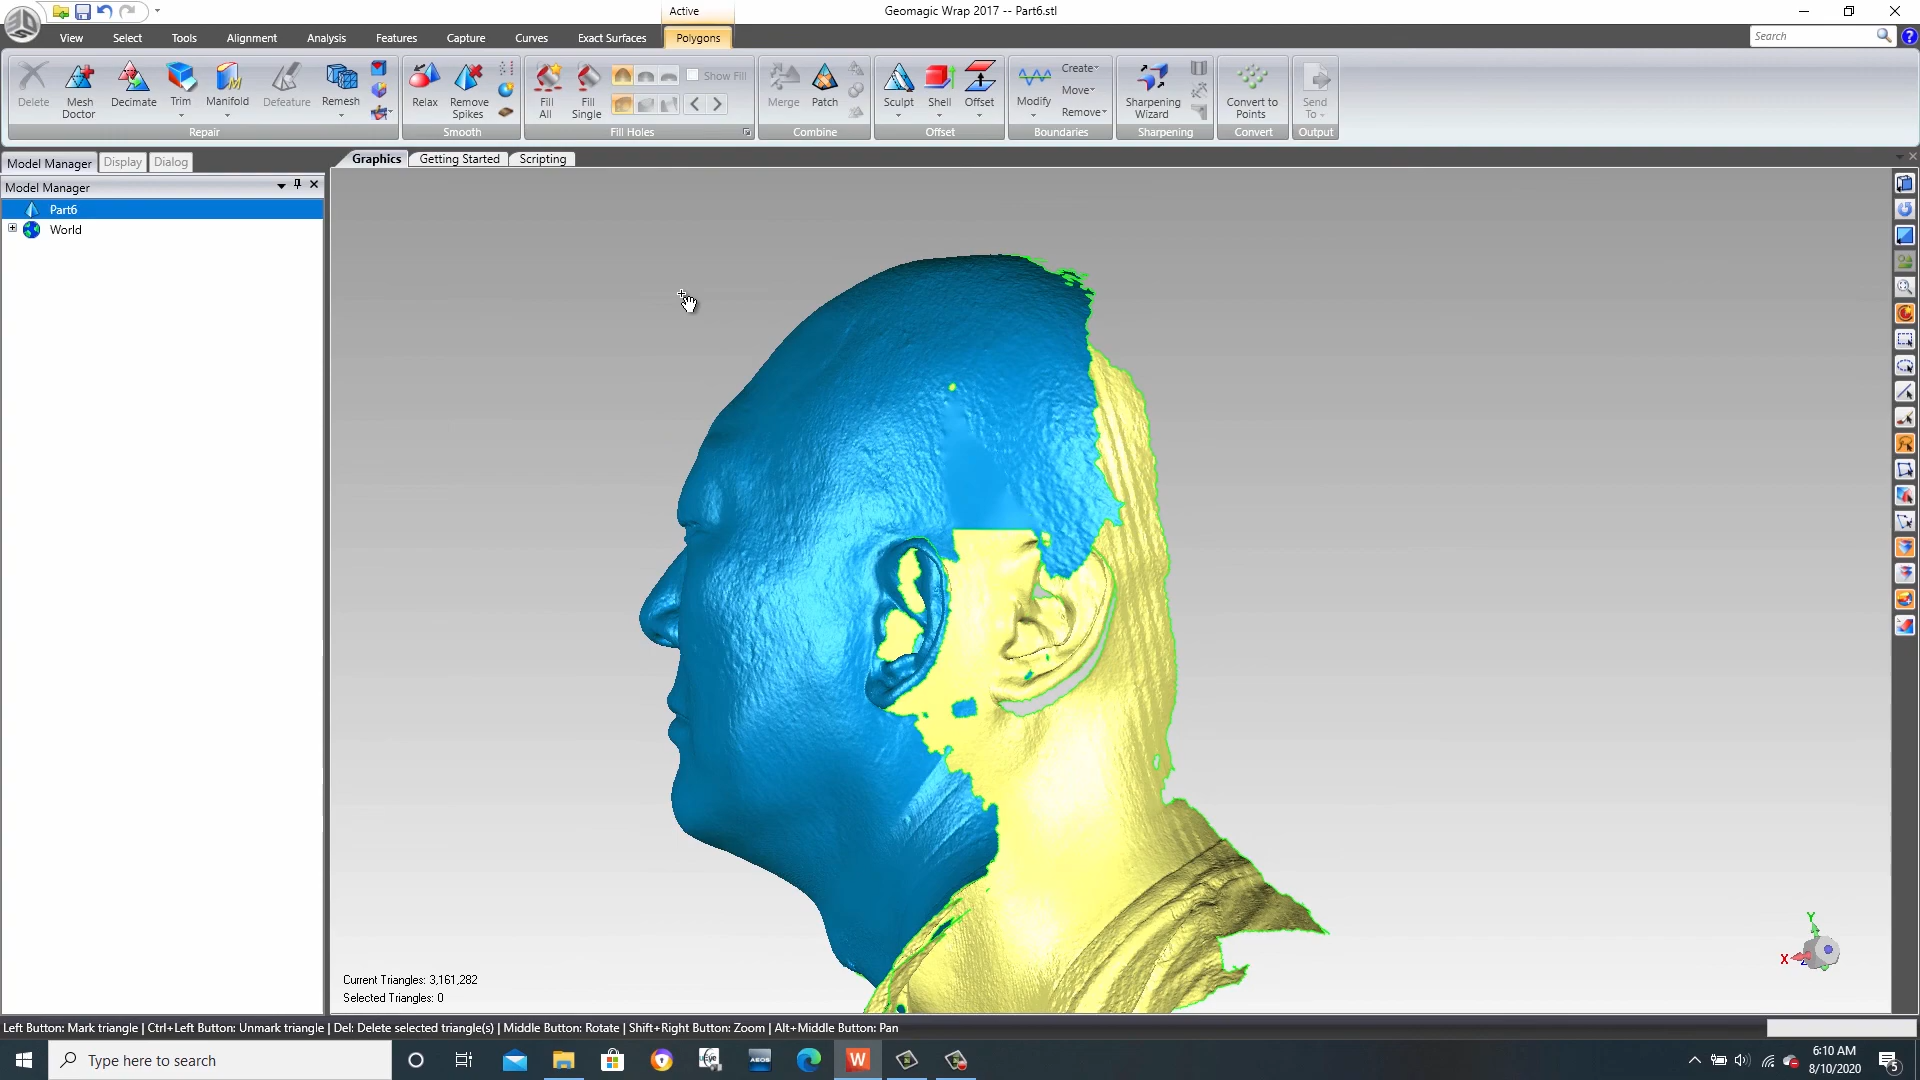 Active
Geomagic Wrap 2017 -- Part6.stl
View Select Tools Alignment Analysis Features Capture Curves Exact Surfaces Polygons
Search
Delete Mesh Doctor Decimate Trim Manifold Defeature Remesh
Repair
Relax Remove Spikes
Smooth
Fill All Fill Single Show Fill
Fill Holes
Merge Patch
Combine
Sculpt Shell Offset
Offset
Modify Create Move Remove
Boundaries
Sharpening Wizard
Sharpening
Convert to Points
Convert
Send To
Output
Model Manager Display Dialog
Graphics Getting Started Scripting
Model Manager
Part6
World
Y
X
Current Triangles: 3,161,282
Selected Triangles: 0
Left Button: Mark triangle | Ctrl+Left Button: Unmark triangle | Del: Delete selected triangle(s) | Middle Button: Rotate | Shift+Right Button: Zoom | Alt+Middle Button: Pan
Type here to search
6:10 AM
8/10/2020
5